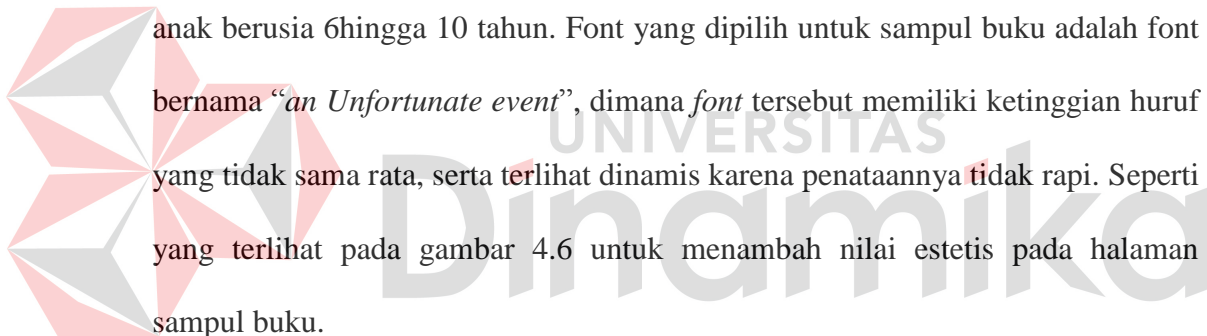 anak berusia 6hingga 10 tahun. Font yang dipilih untuk sampul buku adalah font
bernama “an Unfortunate event”, dimana font tersebut memiliki ketinggian huruf
UNIVERSITAS
yang tidak sama rata, serta terlihat dinamis karena penataannya tidak rapi. Seperti
Dinamika
yang terlihat pada gambar 4.6 untuk menambah nilai estetis pada halaman
sampul buku.